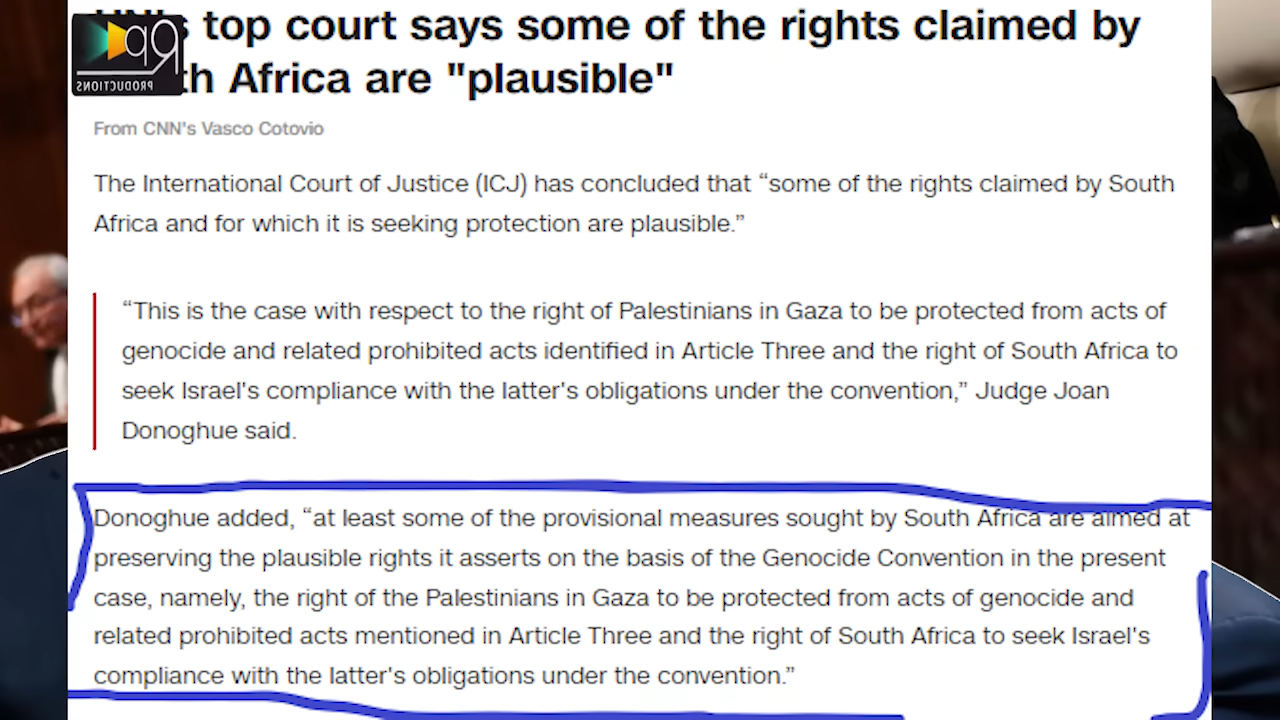 UN's top court says some of the rights claimed by
South Africa are "plausible"
qp
PRODUCTIONS
From CNN's Vasco Cotovio
The International Court of Justice (ICJ) has concluded that “some of the rights claimed by South
Africa and for which it is seeking protection are plausible.”
“This is the case with respect to the right of Palestinians in Gaza to be protected from acts of
genocide and related prohibited acts identified in Article Three and the right of South Africa to
seek Israel's compliance with the latter's obligations under the convention,” Judge Joan
Donoghue said.
Donoghue added, “at least some of the provisional measures sought by South Africa are aimed at
preserving the plausible rights it asserts on the basis of the Genocide Convention in the present
case, namely, the right of the Palestinians in Gaza to be protected from acts of genocide and
related prohibited acts mentioned in Article Three and the right of South Africa to seek Israel's
compliance with the latter's obligations under the convention.”